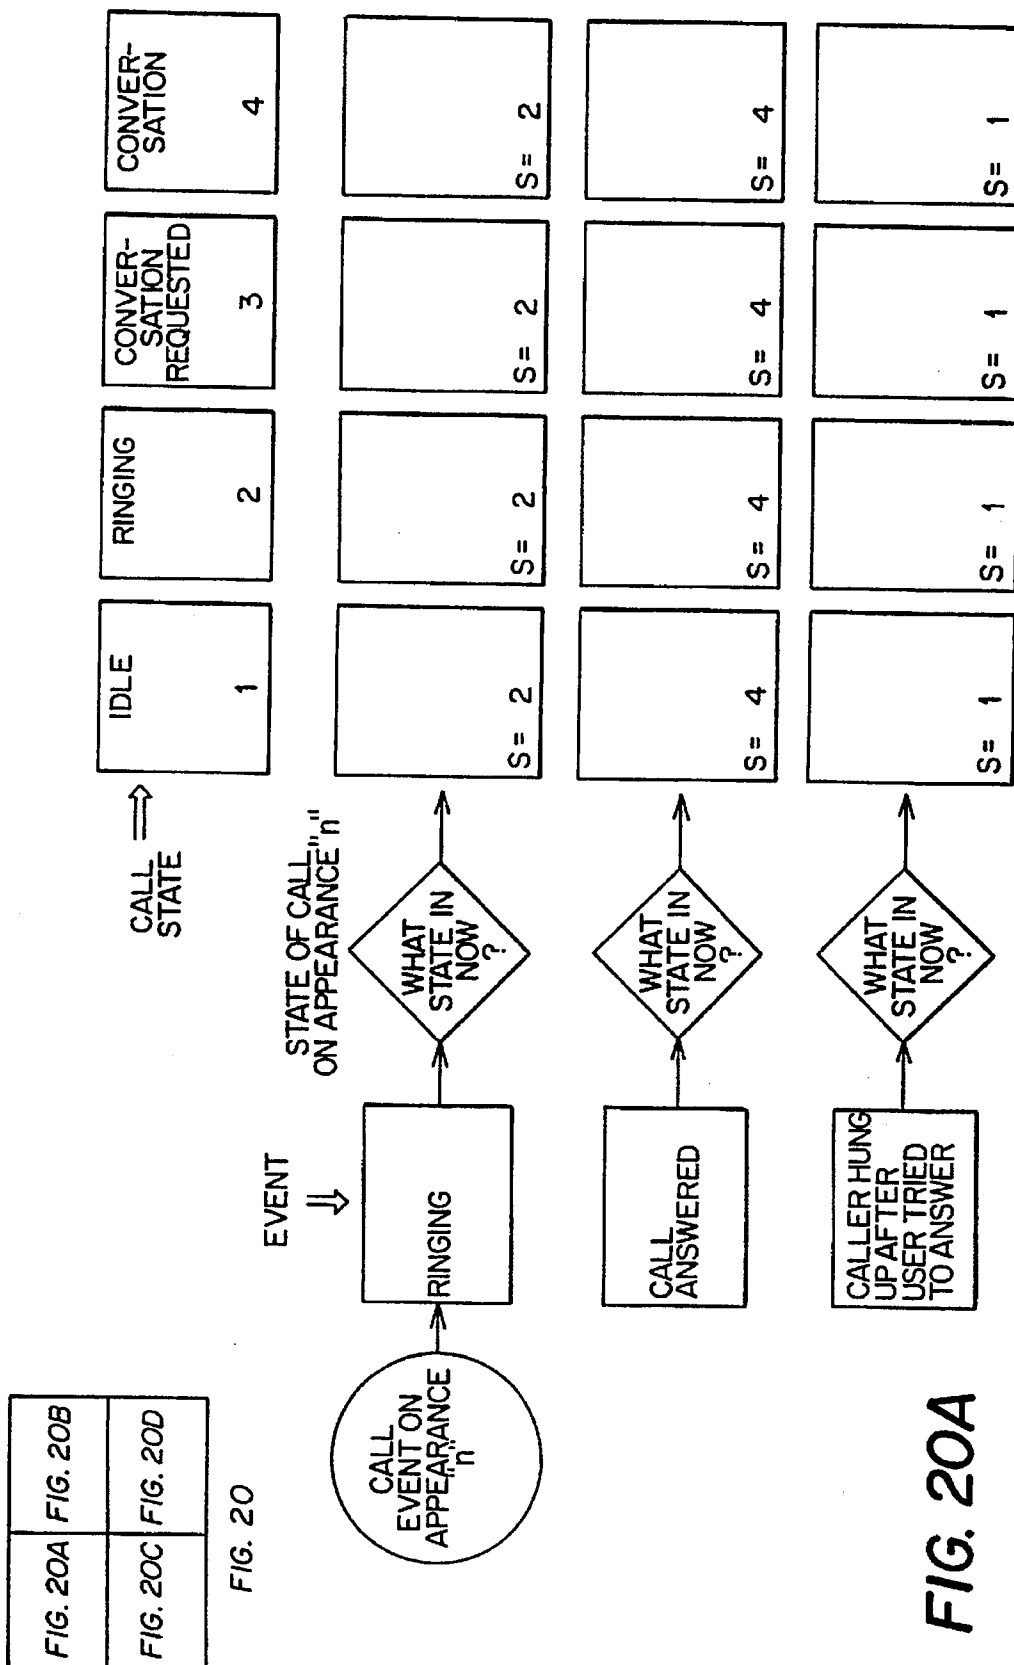 FIG. 20A
FIG. 20B
FIG. 20C
FIG. 20D
FIG. 20
CALL
STATE
IDLE
1
RINGING
2
CONVER-
SATION
REQUESTED
3
CONVER-
SATION
4
EVENT
STATE OF CALL
ON APPEARANCE "n"
CALL
EVENT ON
APPEARANCE
"n"
RINGING
WHAT
STATE IN
NOW
?
S= 2
S= 2
S= 2
S= 2
CALL
ANSWERED
WHAT
STATE IN
NOW
?
S= 4
S= 4
S= 4
S= 4
CALLER HUNG
UP AFTER
USER TRIED
TO ANSWER
WHAT
STATE IN
NOW
?
S= 1
S= 1
S= 1
S= 1
FIG. 20A